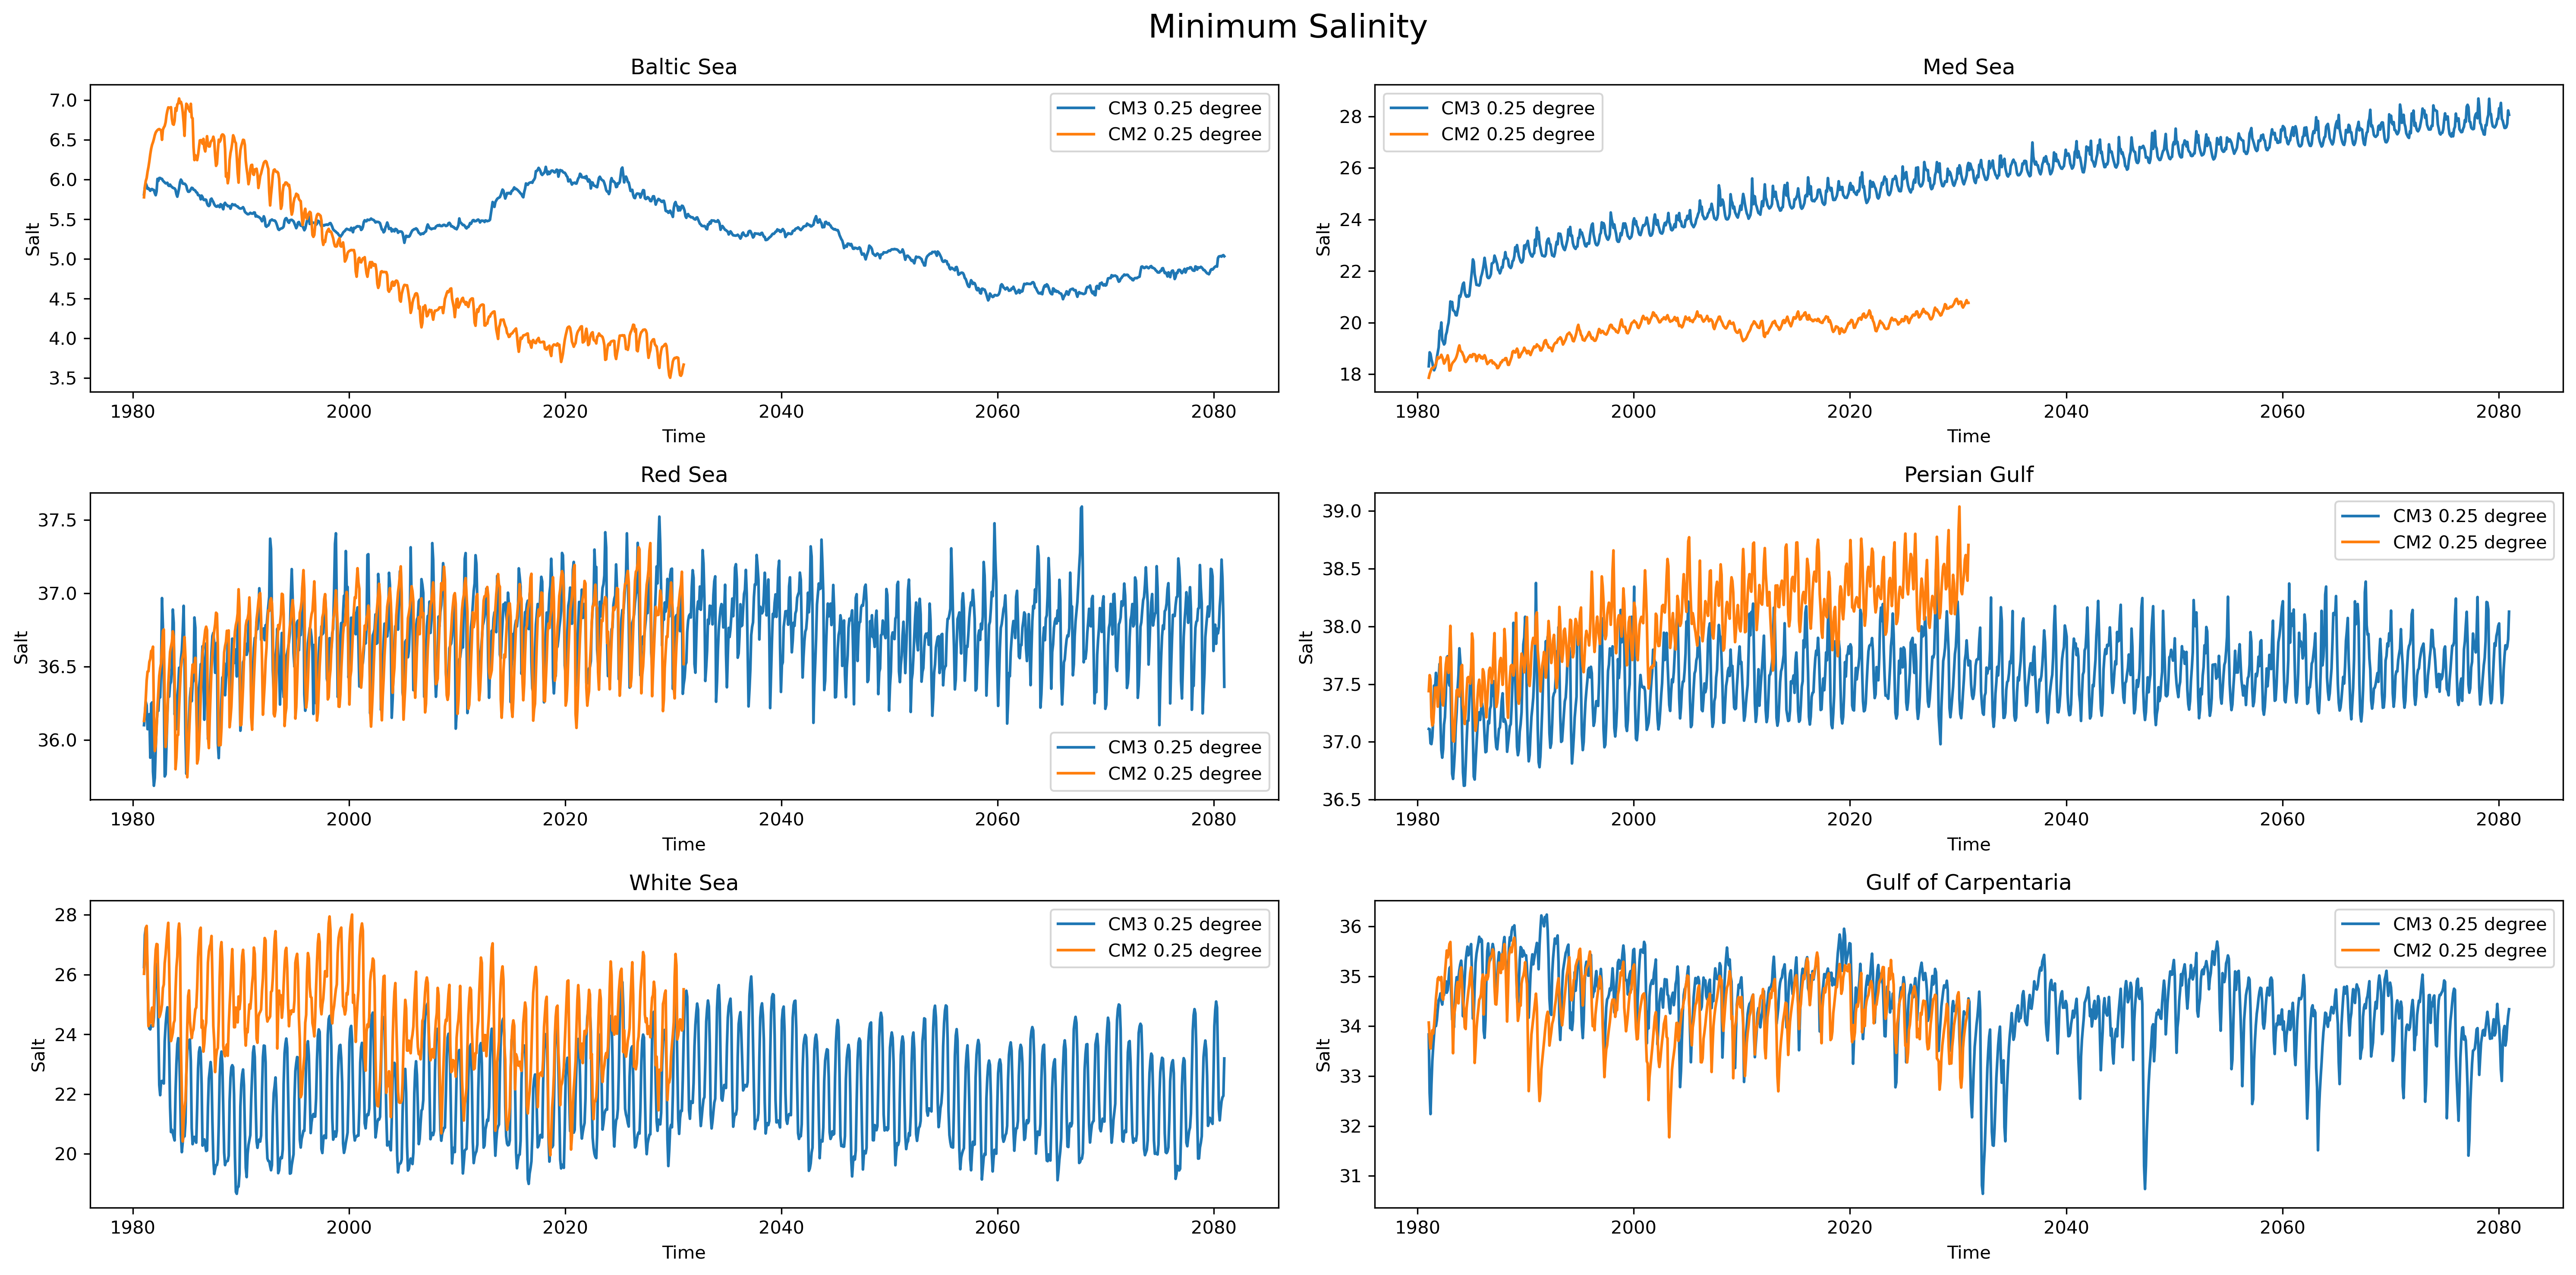 Minimum Salinity
Baltic Sea
Salt
7.0
6.5
6.0
5.5
5.0
4.5
4.0
3.5
CM3 0.25 degree
CM2 0.25 degree
1980 2000 2020 2040 2060 2080
Time
Med Sea
Salt
28
26
24
22
20
18
CM3 0.25 degree
CM2 0.25 degree
1980 2000 2020 2040 2060 2080
Time
Red Sea
Salt
37.5
37.0
36.5
36.0
CM3 0.25 degree
CM2 0.25 degree
1980 2000 2020 2040 2060 2080
Time
Persian Gulf
Salt
39.0
38.5
38.0
37.5
37.0
36.5
CM3 0.25 degree
CM2 0.25 degree
1980 2000 2020 2040 2060 2080
Time
White Sea
Salt
28
26
24
22
20
CM3 0.25 degree
CM2 0.25 degree
1980 2000 2020 2040 2060 2080
Time
Gulf of Carpentaria
Salt
36
35
34
33
32
31
CM3 0.25 degree
CM2 0.25 degree
1980 2000 2020 2040 2060 2080
Time